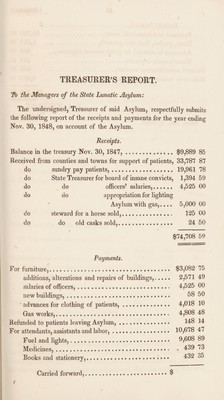 TREASURER'S REPORT.
To the Managers of the State Lunatic Asylum:
The undersigned, Treasurer of said Asylum, respectfully submits
the following report of the receipts and payments for the year ending
Nov. 30, 1848, on account of the Asylum.
Receipts.
Balance in the treasury Nov. 30, 1847, $9,889 85
Received from counties and towns for support of patients, 33,787 87
do sundry pay patients, 19,961 78
do State Treasurer for board of insane convicts, 1,394 59
do do officers' salaries, 4,525 00
do do appropriation for lighting
Asylum with gas, 5,000 00
do steward for a horse sold, 125 00
do do old casks sold, 24 50
$74,708 59
Payments.
For furniture, $3,082 75
additions, alterations and repairs of buildings, 2,571 49
salaries of officers, 4,525 00
new buildings, 58 50
advances for clothing of patients, 4,018 10
Gas works, 4,808 48
Refunded to patients leaving Asylum, 148 14
For attendants, assistants and labor, 10,678 47
Fuel and lights, 9,608 89
Medicines, 439 73
Books and stationery, 432 35
Carried forward, $